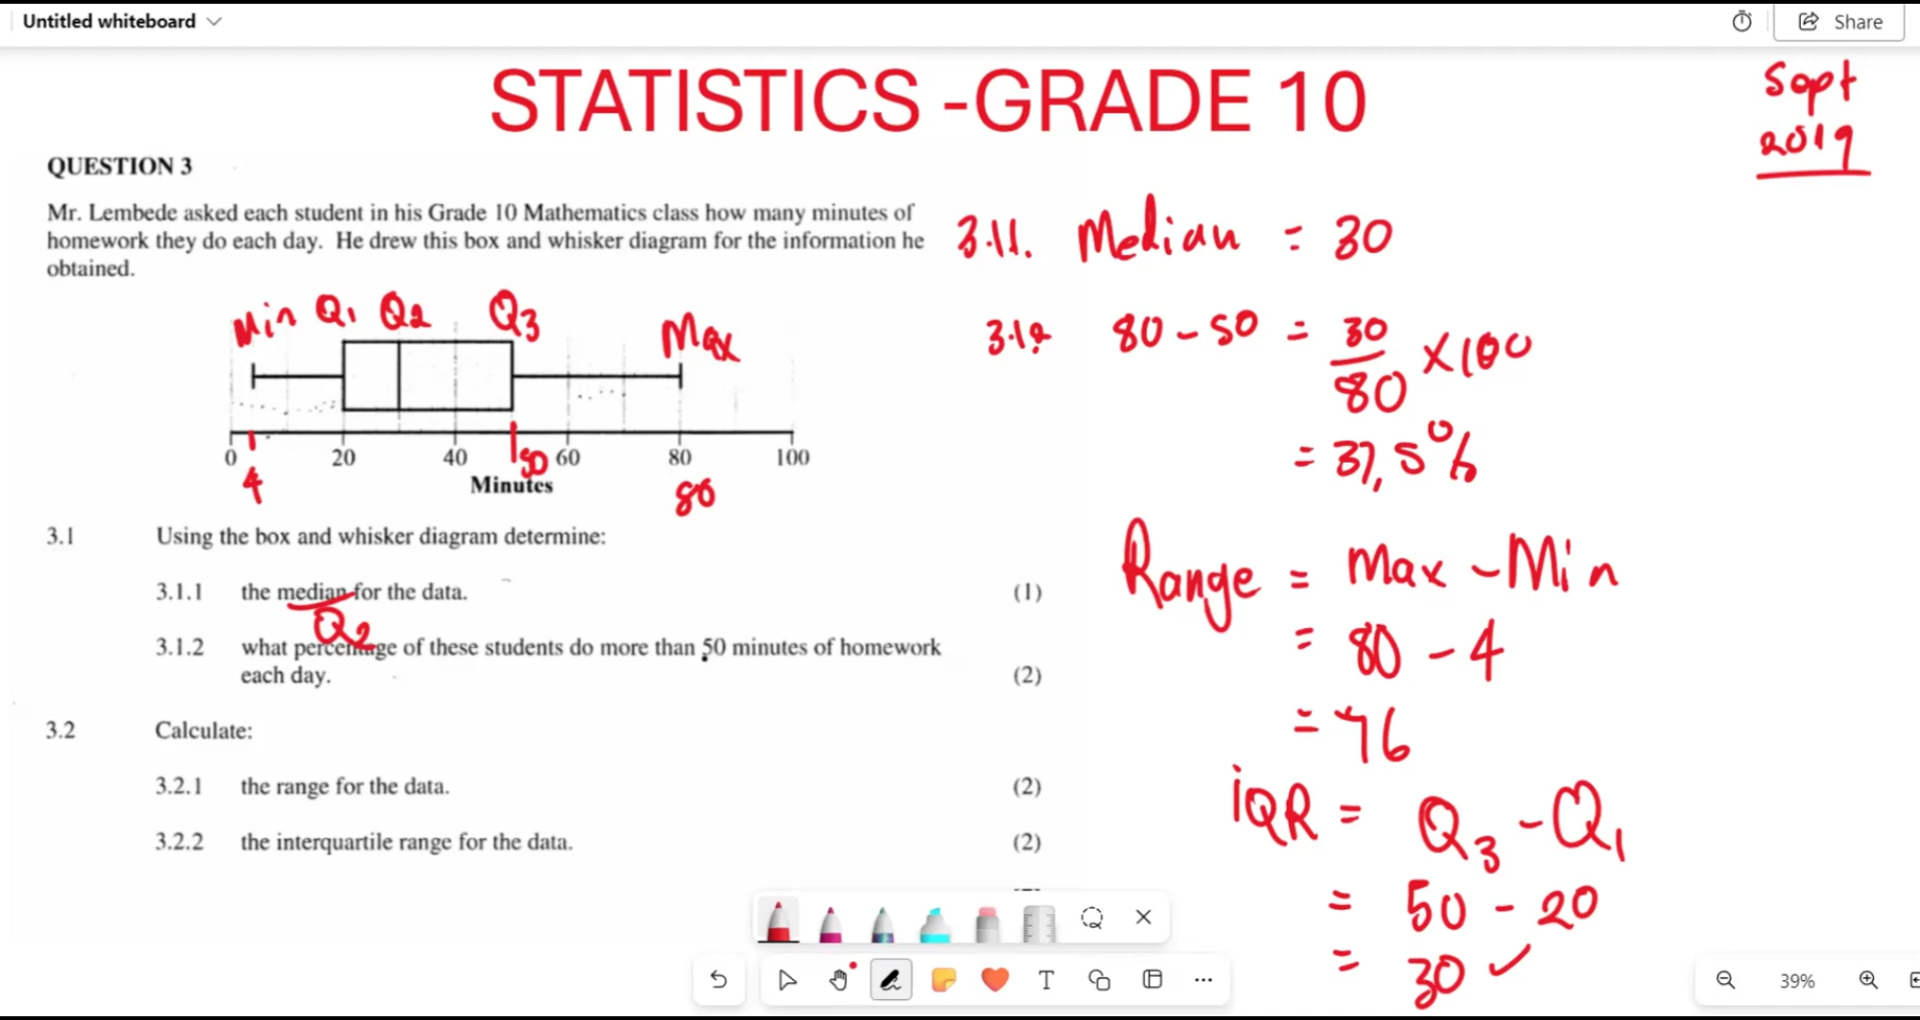 Untitled whiteboard
Share
STATISTICS -GRADE 10
Sept
2019
QUESTION 3
Mr. Lembede asked each student in his Grade 10 Mathematics class how many minutes of
homework they do each day. He drew this box and whisker diagram for the information he
obtained.
Min Q1 Q2 Q3 Max
0 20 40 60 80 100
4 50 80
Minutes
3.1 Using the box and whisker diagram determine:
3.1.1 the median for the data. (1)
Q2
3.1.2 what percentage of these students do more than 50 minutes of homework
each day. (2)
3.2 Calculate:
3.2.1 the range for the data. (2)
3.2.2 the interquartile range for the data. (2)
3.11. Median = 30
3.12 80 - 50 = 30/80 ×100
= 37,5%
Range = Max - Min
= 80 - 4
= 76
iQR = Q3 - Q1
= 50 - 20
= 30 ✓
T
39%